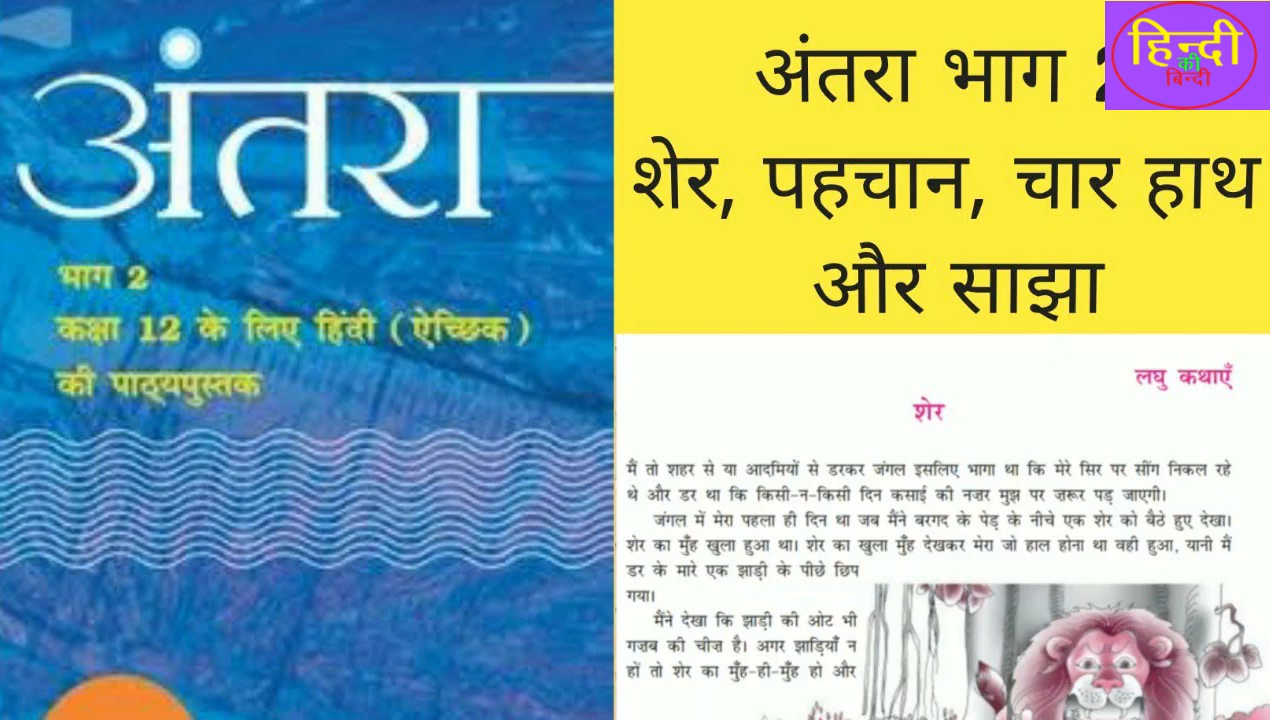 अंतरा
भाग 2
कक्षा 12 के लिए हिंदी (ऐच्छिक)
की पाठ्यपुस्तक
अंतरा भाग 2
हिन्दी
की
बिन्दी
शेर, पहचान, चार हाथ
और साझा
लघु कथाएँ
शेर
मैं तो शहर से या आदमियों से डरकर जंगल इसलिए भागा था कि मेरे सिर पर सींग निकल रहे
थे और डर था कि किसी-न-किसी दिन कसाई की नज़र मुझ पर ज़रूर पड़ जाएगी।
जंगल में मेरा पहला ही दिन था जब मैंने बरगद के पेड़ के नीचे एक शेर को बैठे हुए देखा।
शेर का मुँह खुला हुआ था। शेर का खुला मुँह देखकर मेरा जो हाल होना था वही हुआ, यानी मैं
डर के मारे एक झाड़ी के पीछे छिप
गया।
मैंने देखा कि झाड़ी की ओट भी
गज़ब की चीज़ है। अगर झाड़ियाँ न
हों तो शेर का मुँह-ही-मुँह हो और